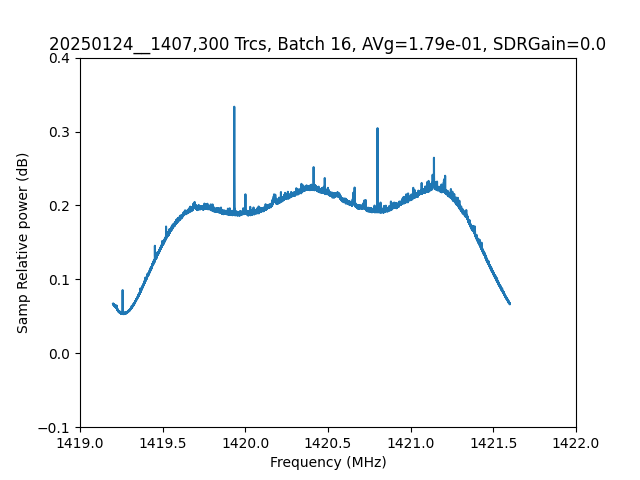 20250124__1407,300 Trcs, Batch 16, AVg=1.79e-01, SDRGain=0.0
0.4
0.3
0.2
0.1
0.0
−0.1
Samp Relative power (dB)
1419.0 1419.5 1420.0 1420.5 1421.0 1421.5 1422.0
Frequency (MHz)